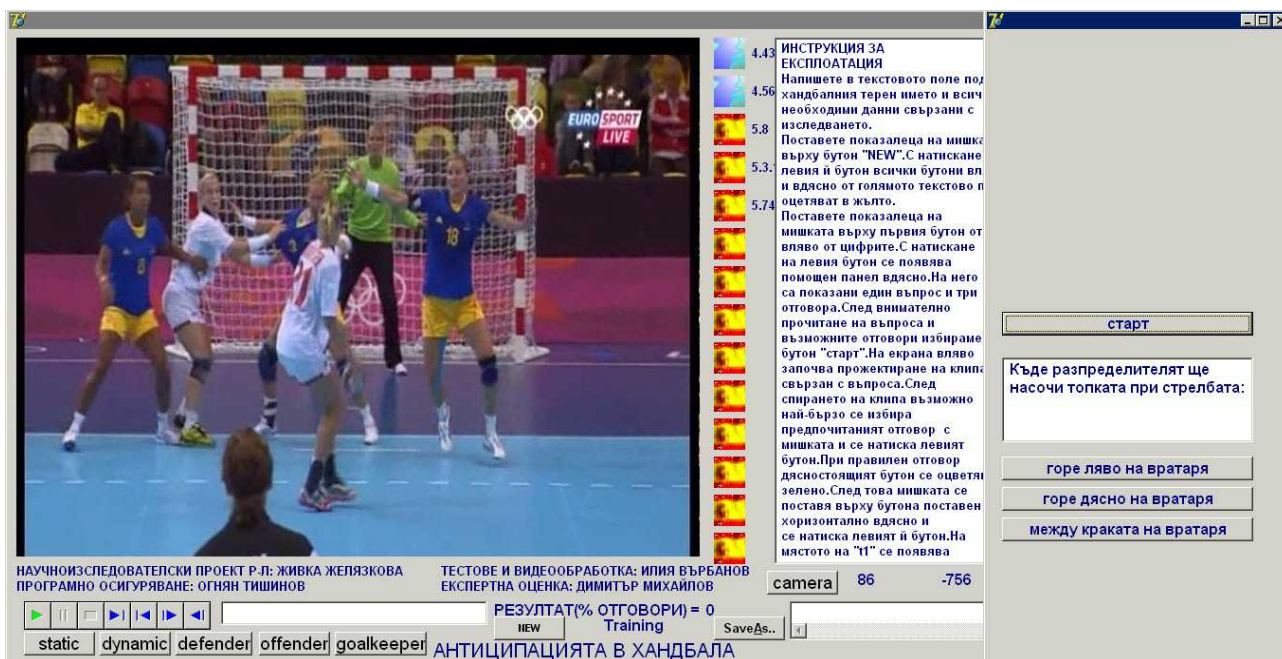 EUROSPORT
LIVE
18
21
3
8
4.43
4.56
5.8
5.3.
5.74
ИНСТРУКЦИЯ ЗА
ЕКСПЛОАТАЦИЯ
Напишете в текстовото поле под
хандбалния терен името и всич
необходими данни свързани с
изследването.
Поставете показалеца на мишка
върху бутон "NEW".С натискане
левия й бутон всички бутони вл
и вдясно от голямото текстово п
оцетяват в жълто.
Поставете показалеца на
мишката върху първия бутон от
вляво от цифрите.С натискане
на левия бутон се появява
помощен панел вдясно.На него
са показани един въпрос и три
отговора.След внимателно
прочитане на въпроса и
възможните отговори избираме
бутон "старт".На екрана вляво
започва прожектиране на клипа
свързан с въпроса.След
спирането на клипа възможно
най-бързо се избира
предпочитаният отговор с
мишката и се натиска левият
бутон.При правилен отговор
дясностоящият бутон се оцветя
зелено.След това мишката се
поставя върху бутона поставен
хоризонтално вдясно и
се натиска левият й бутон.На
мястото на "t1" се появява
старт
Къде разпределителят ще
насочи топката при стрелбата:
горе ляво на вратаря
горе дясно на вратаря
между краката на вратаря
НАУЧНОИЗСЛЕДОВАТЕЛСКИ ПРОЕКТ Р-Л: ЖИВКА ЖЕЛЯЗКОВА
ПРОГРАМНО ОСИГУРЯВАНЕ: ОГНЯН ТИШИНОВ
ТЕСТОВЕ И ВИДЕООБРАБОТКА: ИЛИЯ ВЪРБАНОВ
ЕКСПЕРТНА ОЦЕНКА: ДИМИТЪР МИХАЙЛОВ
camera 86 -756
РЕЗУЛТАТ(% ОТГОВОРИ) = 0
NEW Training SaveAs..
static dynamic defender offender goalkeeper
АНТИЦИПАЦИЯТА В ХАНДБАЛА